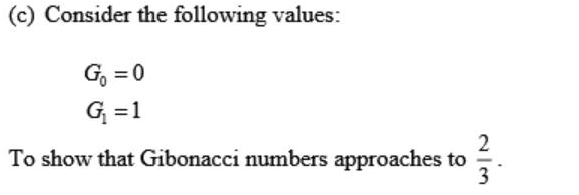 (c) Consider the following values:
G₀ = 0
G₁ = 1
To show that Gibonacci numbers approaches to 2/3.